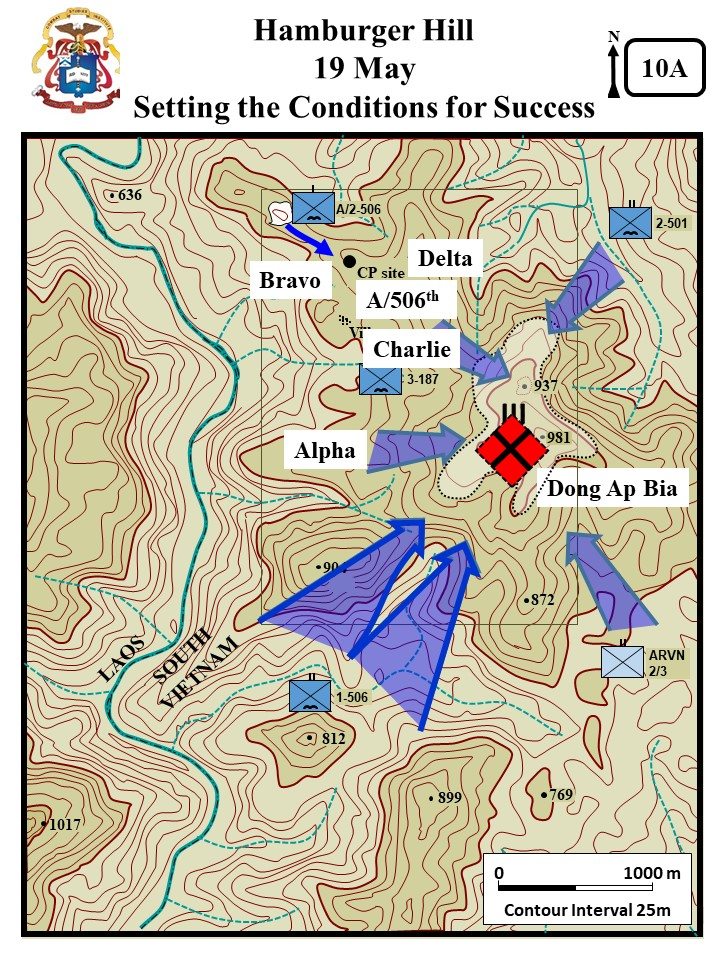 Hamburger Hill
19 May
Setting the Conditions for Success
N
10A
636
A/2-506
2-501
Delta
Bravo
CP site
A/506th
Charlie
3-187
937
981
Alpha
Dong Ap Bia
872
LAOS
SOUTH
VIETNAM
ARVN
2/3
1-506
812
899
769
1017
0 1000 m
Contour Interval 25m